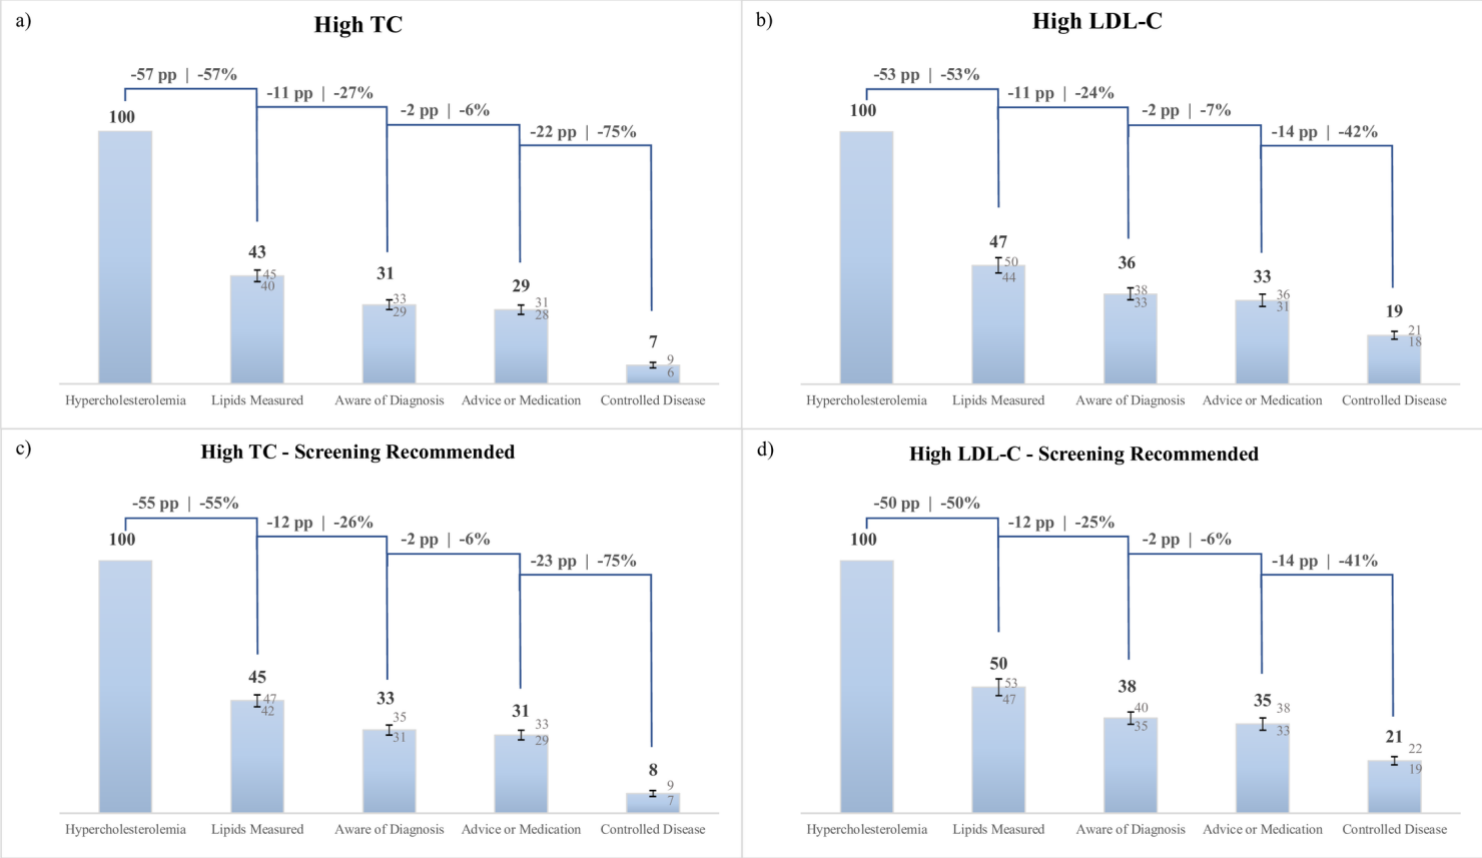 a)
High TC
-57 pp | -57%
-11 pp | -27%
-2 pp | -6%
-22 pp | -75%
100
43
45
40
31
33
29
29
31
28
7
9
6
Hypercholesterolemia Lipids Measured Aware of Diagnosis Advice or Medication Controlled Disease
b)
High LDL-C
-53 pp | -53%
-11 pp | -24%
-2 pp | -7%
-14 pp | -42%
100
47
50
44
36
38
33
33
36
31
19
21
18
Hypercholesterolemia Lipids Measured Aware of Diagnosis Advice or Medication Controlled Disease
c)
High TC - Screening Recommended
-55 pp | -55%
-12 pp | -26%
-2 pp | -6%
-23 pp | -75%
100
45
47
42
33
35
31
31
33
29
8
9
7
Hypercholesterolemia Lipids Measured Aware of Diagnosis Advice or Medication Controlled Disease
d)
High LDL-C - Screening Recommended
-50 pp | -50%
-12 pp | -25%
-2 pp | -6%
-14 pp | -41%
100
50
53
47
38
40
35
35
38
33
21
22
19
Hypercholesterolemia Lipids Measured Aware of Diagnosis Advice or Medication Controlled Disease